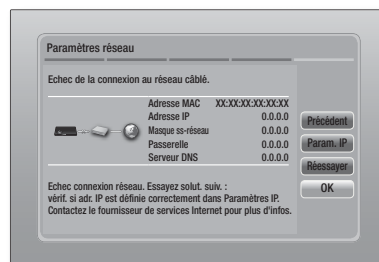 Paramètres réseau
Echec de la connexion au réseau câblé.
Adresse MAC XX:XX:XX:XX:XX:XX
Adresse IP 0.0.0.0
Masque ss-réseau 0.0.0.0
Passerelle 0.0.0.0
Serveur DNS 0.0.0.0
Précédent
Param. IP
Réessayer
OK
Echec connexion réseau. Essayez solut. suiv. :
vérif. si adr. IP est définie correctement dans Paramètres IP.
Contactez le fournisseur de services Internet pour plus d'infos.